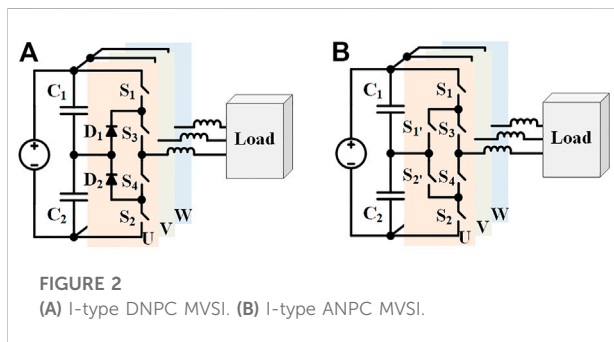 A
B
C1
S1
D1
S3
D2
S4
C2
S2
U
V
W
Load
C1
S1
S1'
S3
S2'
S4
C2
S2
U
V
W
Load
FIGURE 2
(A) I-type DNPC MVSI. (B) I-type ANPC MVSI.